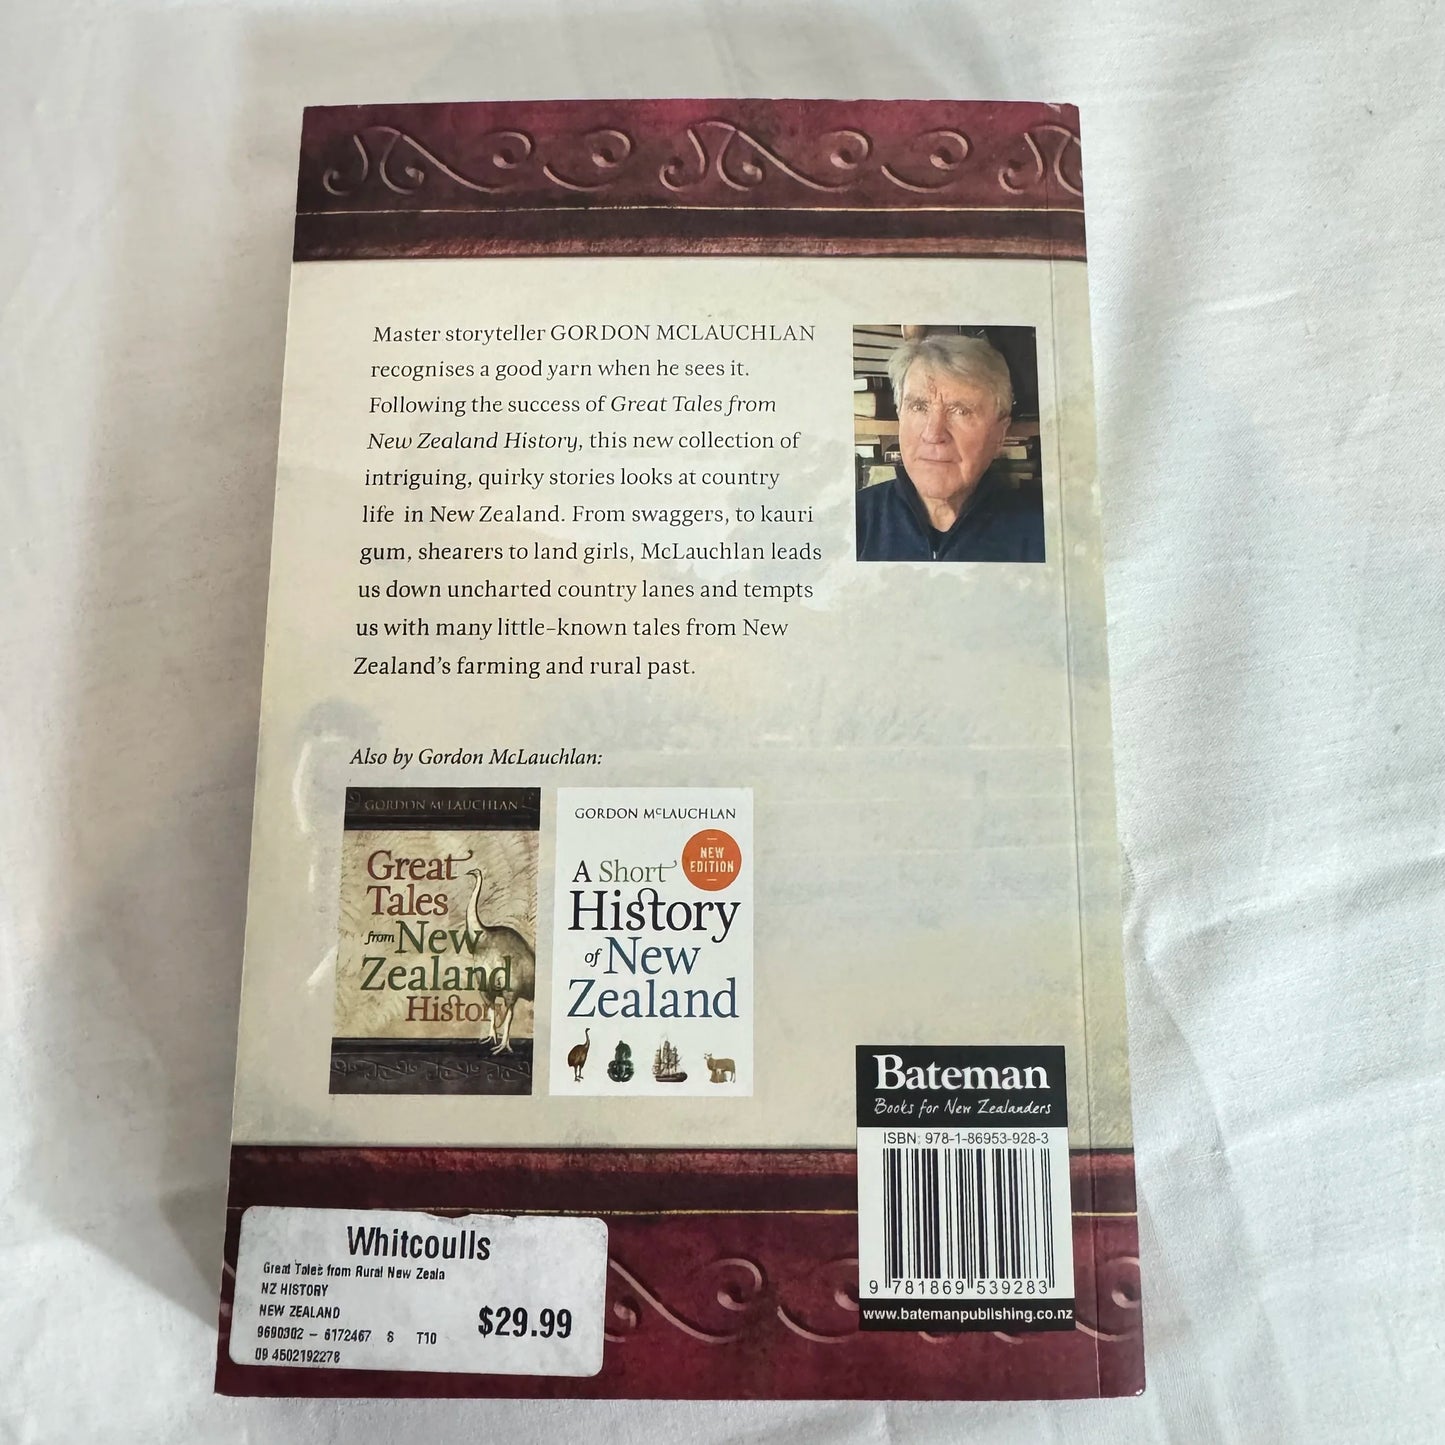 Master storyteller GORDON MCLAUCHLAN
recognises a good yarn when he sees it.
Following the success of Great Tales from
New Zealand History, this new collection of
intriguing, quirky stories looks at country
life in New Zealand. From swaggers, to kauri
gum, shearers to land girls, McLauchlan leads
us down uncharted country lanes and tempts
us with many little-known tales from New
Zealand's farming and rural past.
Also by Gordon McLauchlan:
GORDON McLAUCHLAN
Great
Tales
from New
Zealand
History
GORDON McLAUCHLAN
NEW
EDITION
A Short
History
of New
Zealand
Bateman
Books for New Zealanders
ISBN: 978-1-86953-928-3
9 781869 539283
www.batemanpublishing.co.nz
Whitcoulls
Great Tales from Rural New Zeala
NZ HISTORY
NEW ZEALAND
$29.99
9690302 - 6172467 S T10
09 4502192278